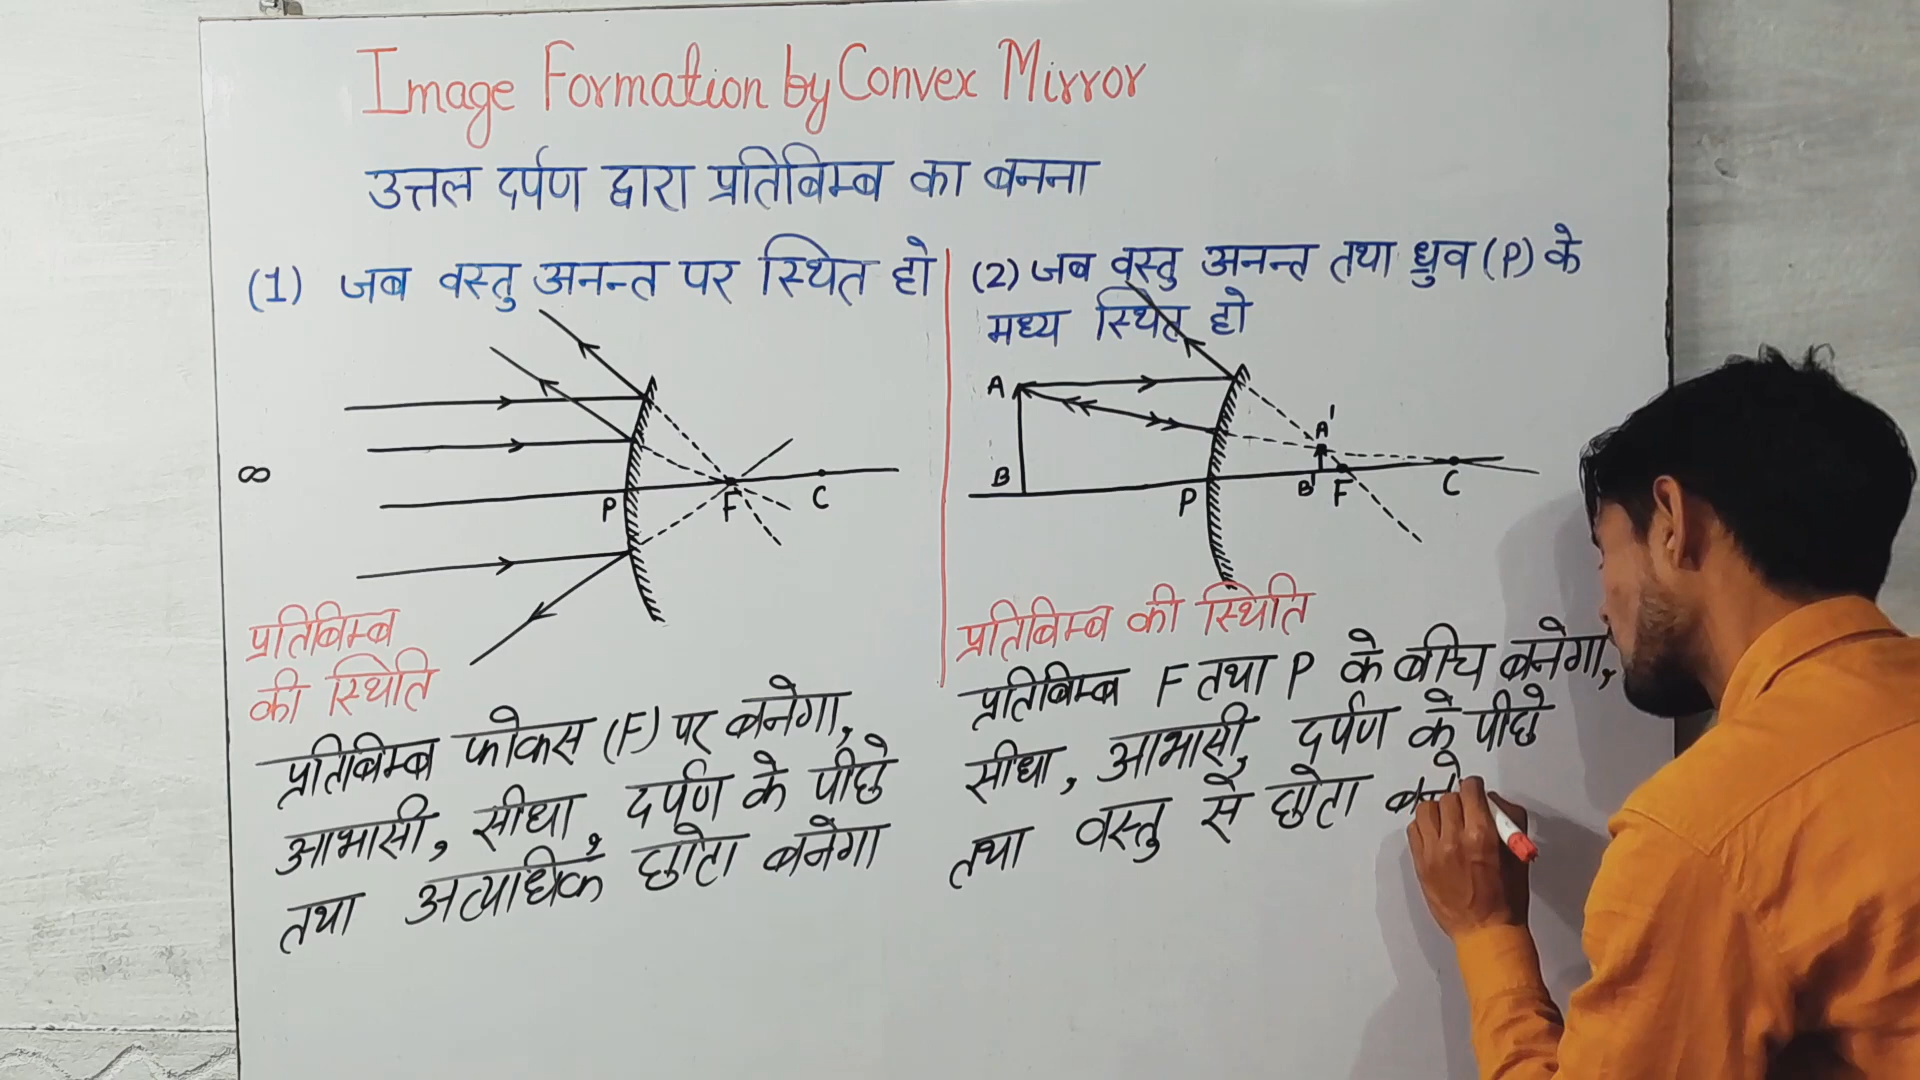 Image Formation by Convex Mirror
उत्तल दर्पण द्वारा प्रतिबिम्ब का बनना
(1) जब वस्तु अनन्त पर स्थित हो
∞
P
F
C
प्रतिबिम्ब
की स्थिति
प्रतिबिम्ब फोकस (F) पर बनेगा,
आभासी, सीधा, दर्पण के पीछे
तथा अत्याधिक छोटा बनेगा
(2) जब वस्तु अनन्त तथा ध्रुव (P) के
मध्य स्थित हो
A
A'
B
P
B'
F
C
प्रतिबिम्ब की स्थिति
प्रतिबिम्ब F तथा P के बीच बनेगा,
सीधा, आभासी, दर्पण के पीछे
तथा वस्तु से छोटा